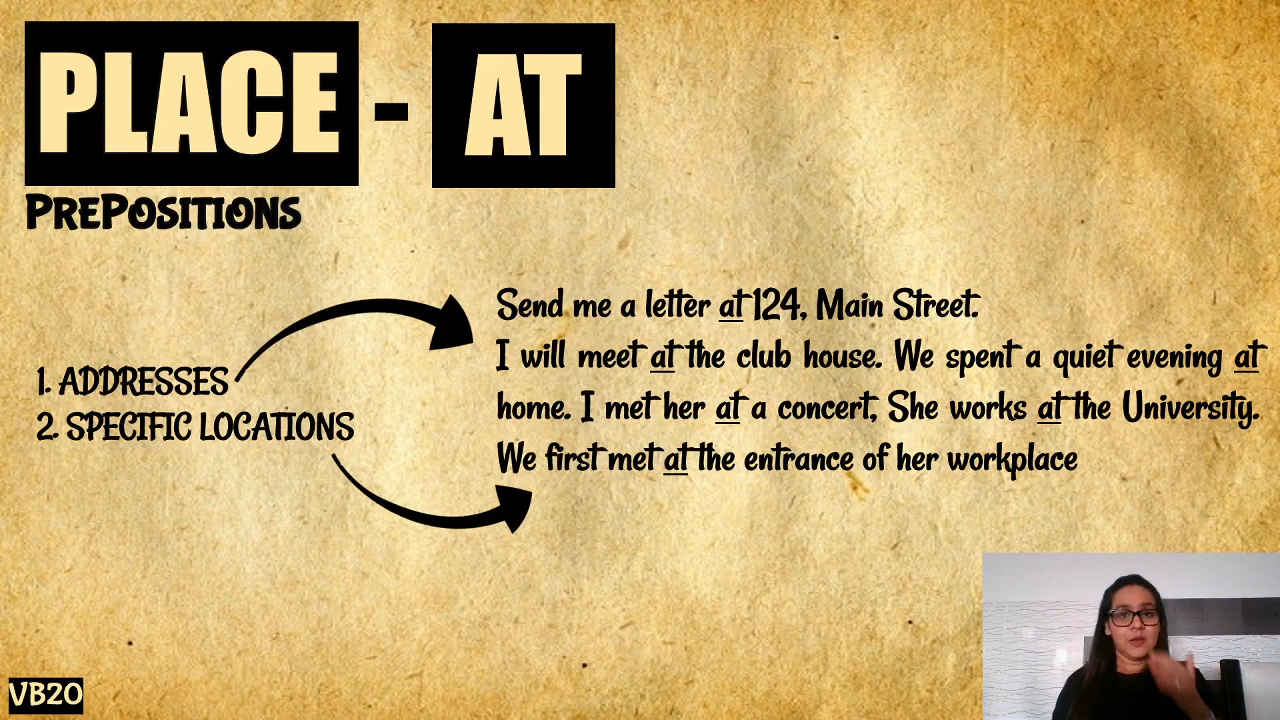 PLACE - AT
PREPOSITIONS
Send me a letter at 124, Main Street.
I will meet at the club house. We spent a quiet evening at
1. ADDRESSES
home. I met her at a concert, She works at the University.
2. SPECIFIC LOCATIONS
We first met at the entrance of her workplace
VB20